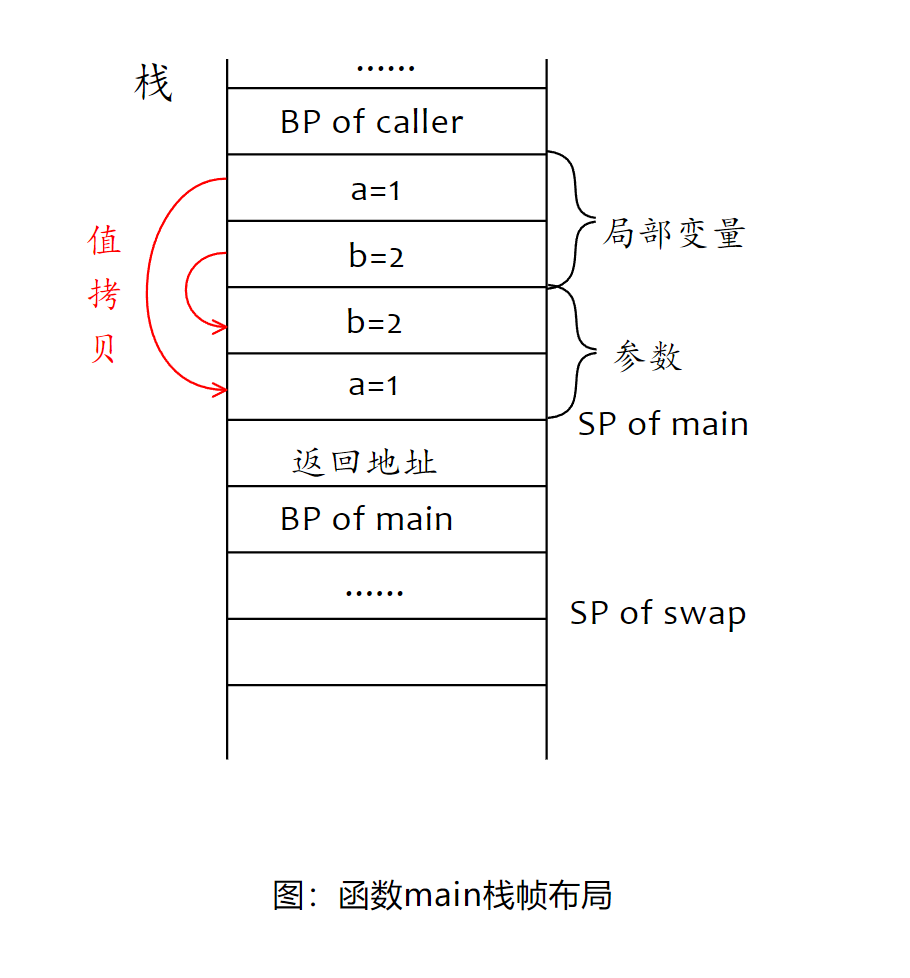 栈
......
BP of caller
a=1
b=2
局部变量
值
拷
贝
b=2
a=1
参数
SP of main
返回地址
BP of main
......
SP of swap
图：函数main栈帧布局